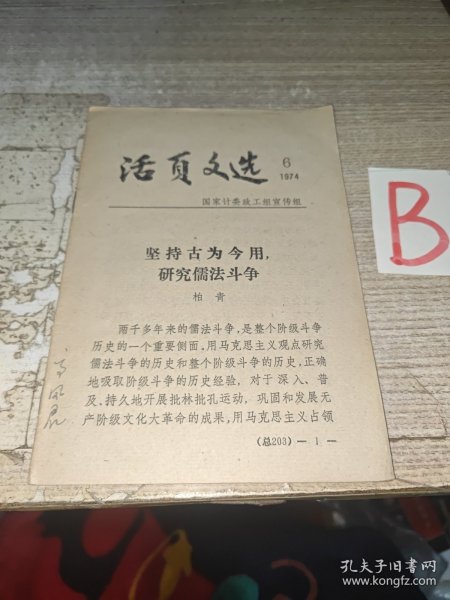 活页文选
6
1974
国家计委政工组宣传组
坚持古为今用，
研究儒法斗争
柏青
两千多年来的儒法斗争，是整个阶级斗争
历史的一个重要侧面。用马克思主义观点研究
儒法斗争的历史和整个阶级斗争的历史，正确
地吸取阶级斗争的历史经验，对于深入、普
及、持久地开展批林批孔运动，巩固和发展无
产阶级文化大革命的成果，用马克思主义占领
（总203）— 1 —
B
孔夫子旧书网
www.kongfz.com